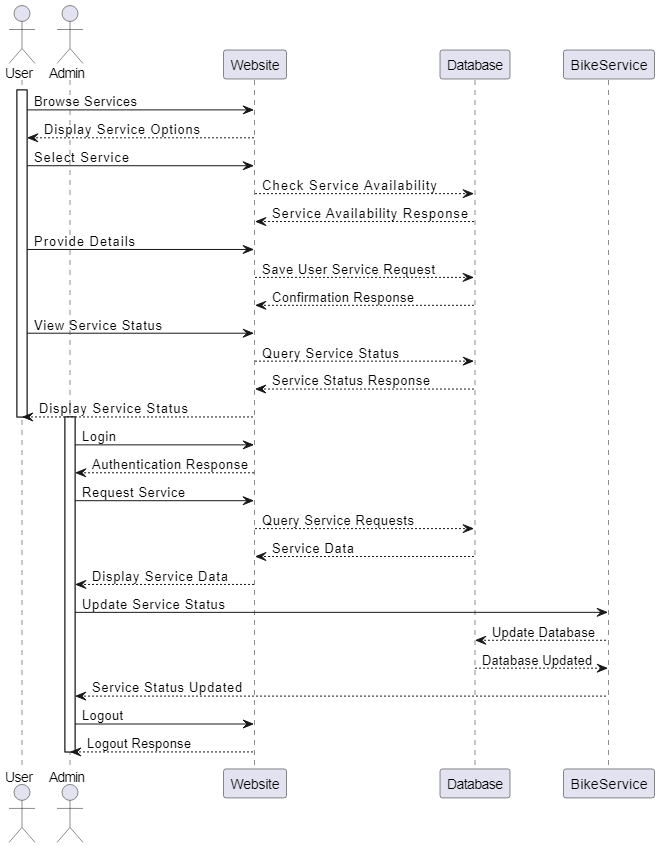 User Admin Website Database BikeService
Browse Services
Display Service Options
Select Service
Check Service Availability
Service Availability Response
Provide Details
Save User Service Request
Confirmation Response
View Service Status
Query Service Status
Service Status Response
Display Service Status
Login
Authentication Response
Request Service
Query Service Requests
Service Data
Display Service Data
Update Service Status
Update Database
Database Updated
Service Status Updated
Logout
Logout Response
User Admin Website Database BikeService